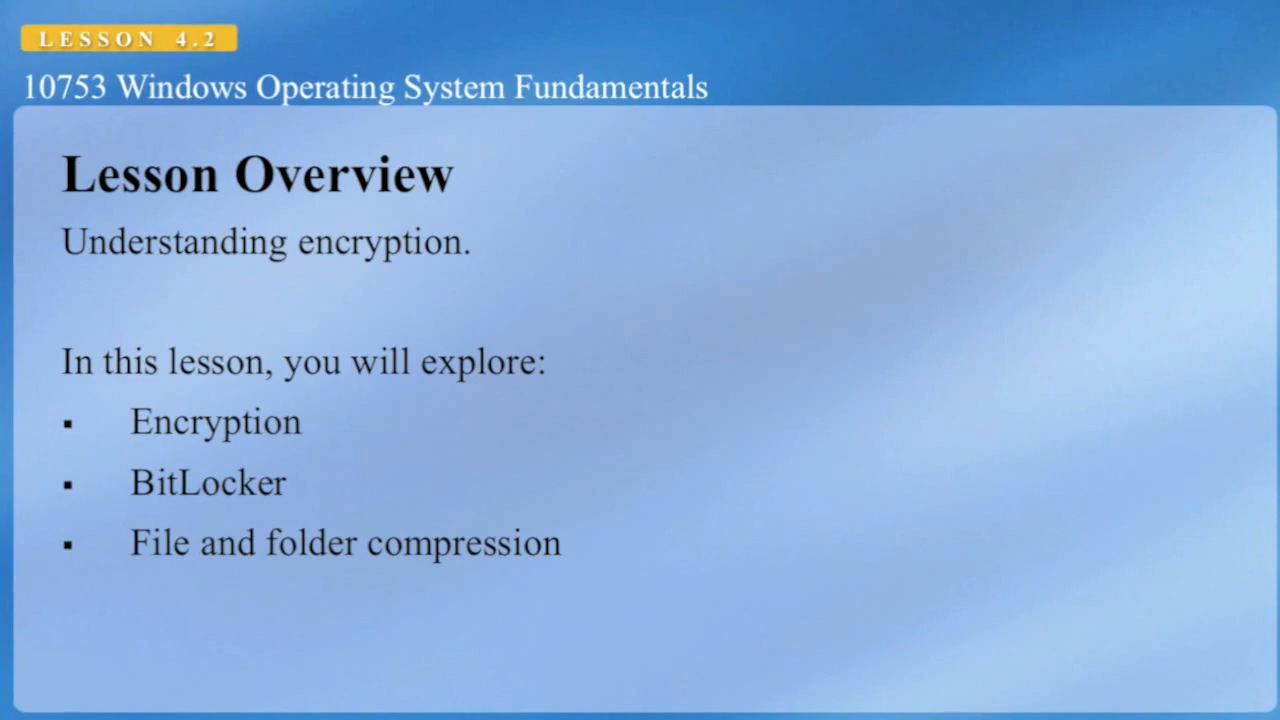 LESSON 4.2
10753 Windows Operating System Fundamentals
Lesson Overview
Understanding encryption.
In this lesson, you will explore:
▪ Encryption
▪ BitLocker
▪ File and folder compression